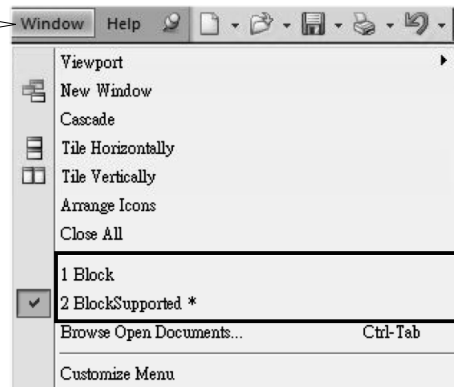 Window Help
Viewport
New Window
Cascade
Tile Horizontally
Tile Vertically
Arrange Icons
Close All
1 Block
2 BlockSupported *
Browse Open Documents... Ctrl-Tab
Customize Menu